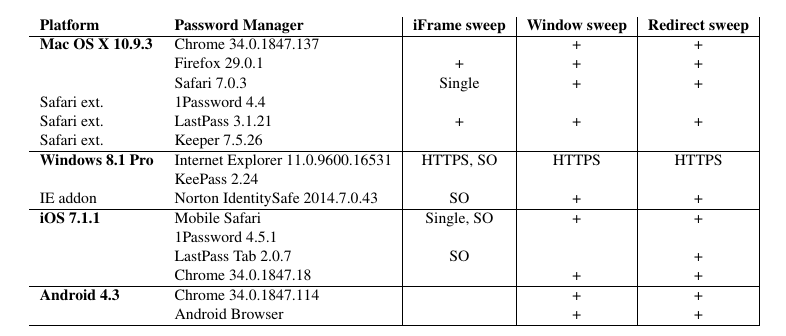 Platform Password Manager iFrame sweep Window sweep Redirect sweep
Mac OS X 10.9.3 Chrome 34.0.1847.137 + +
Firefox 29.0.1 + + +
Safari 7.0.3 Single + +
Safari ext. 1Password 4.4
Safari ext. LastPass 3.1.21 + + +
Safari ext. Keeper 7.5.26
Windows 8.1 Pro Internet Explorer 11.0.9600.16531 HTTPS, SO HTTPS HTTPS
KeePass 2.24
IE addon Norton IdentitySafe 2014.7.0.43 SO + +
iOS 7.1.1 Mobile Safari Single, SO + +
1Password 4.5.1
LastPass Tab 2.0.7 SO +
Chrome 34.0.1847.18 + +
Android 4.3 Chrome 34.0.1847.114 + +
Android Browser + +